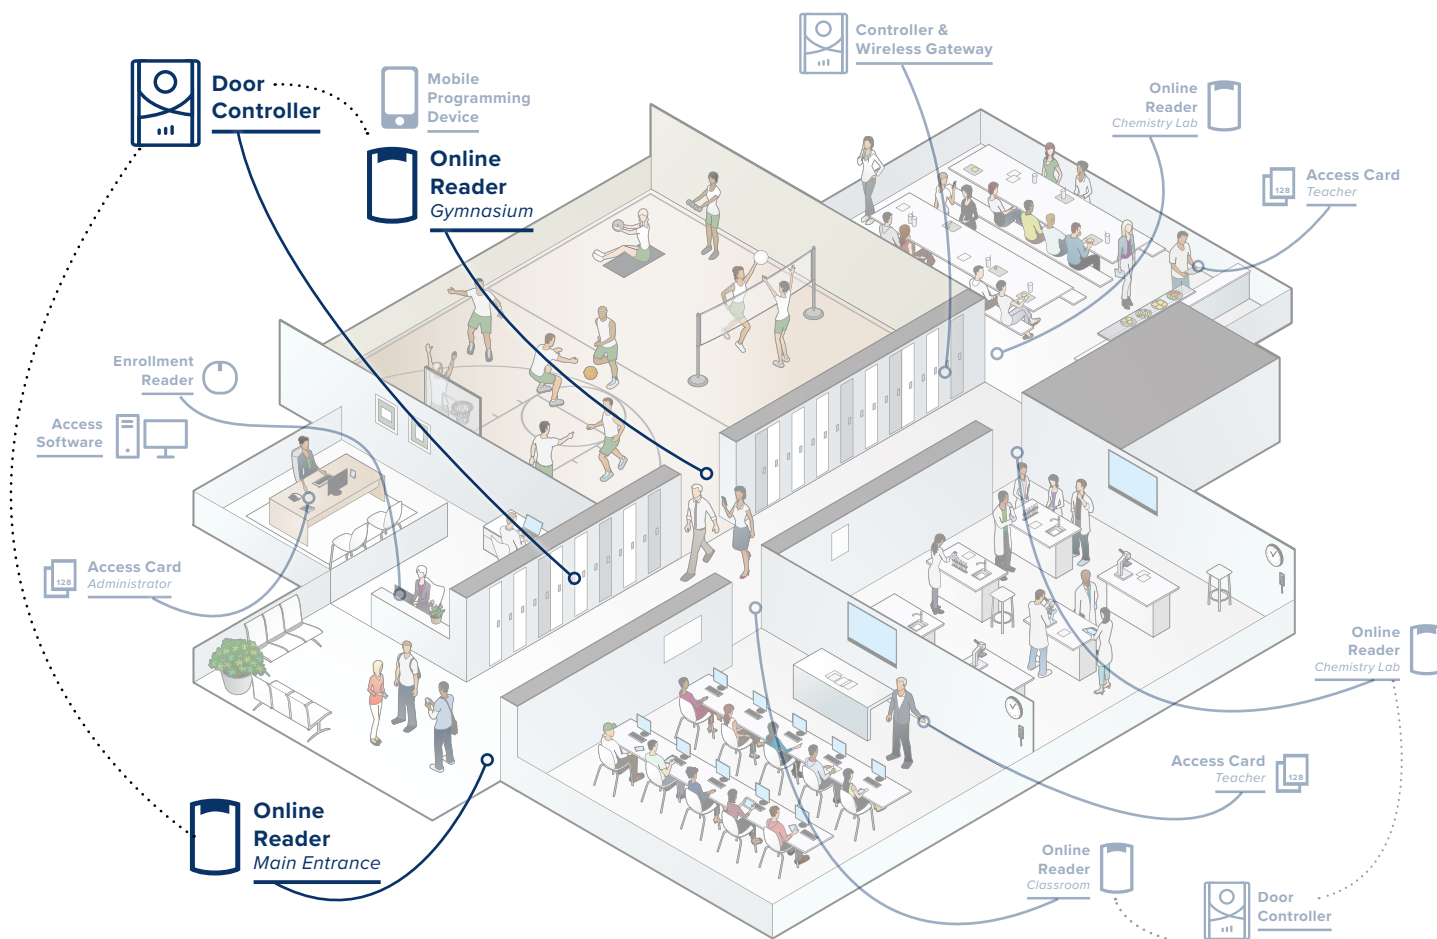 Controller &
Wireless Gateway
Door
Controller
Mobile
Programming
Device
Online
Reader
Chemistry Lab
Online
Reader
Gymnasium
Access Card
Teacher
128
Enrollment
Reader
Access
Software
Access Card
Administrator
128
Online
Reader
Chemistry Lab
Access Card
Teacher
128
Online
Reader
Main Entrance
Online
Reader
Classroom
Door
Controller